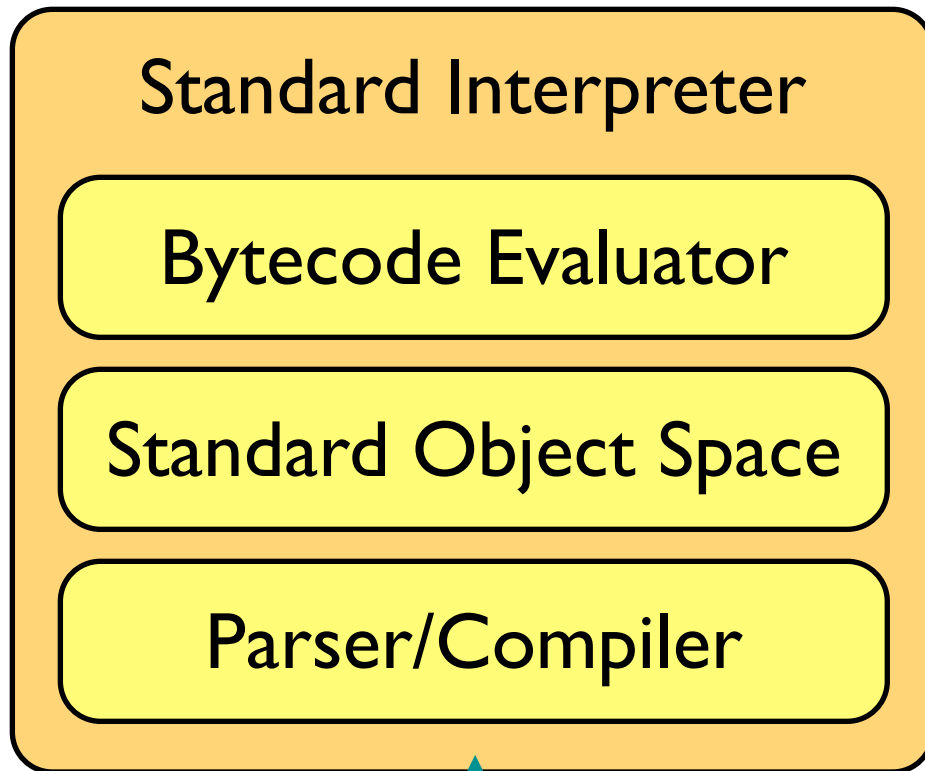 Standard Interpreter
Bytecode Evaluator
Standard Object Space
Parser/Compiler